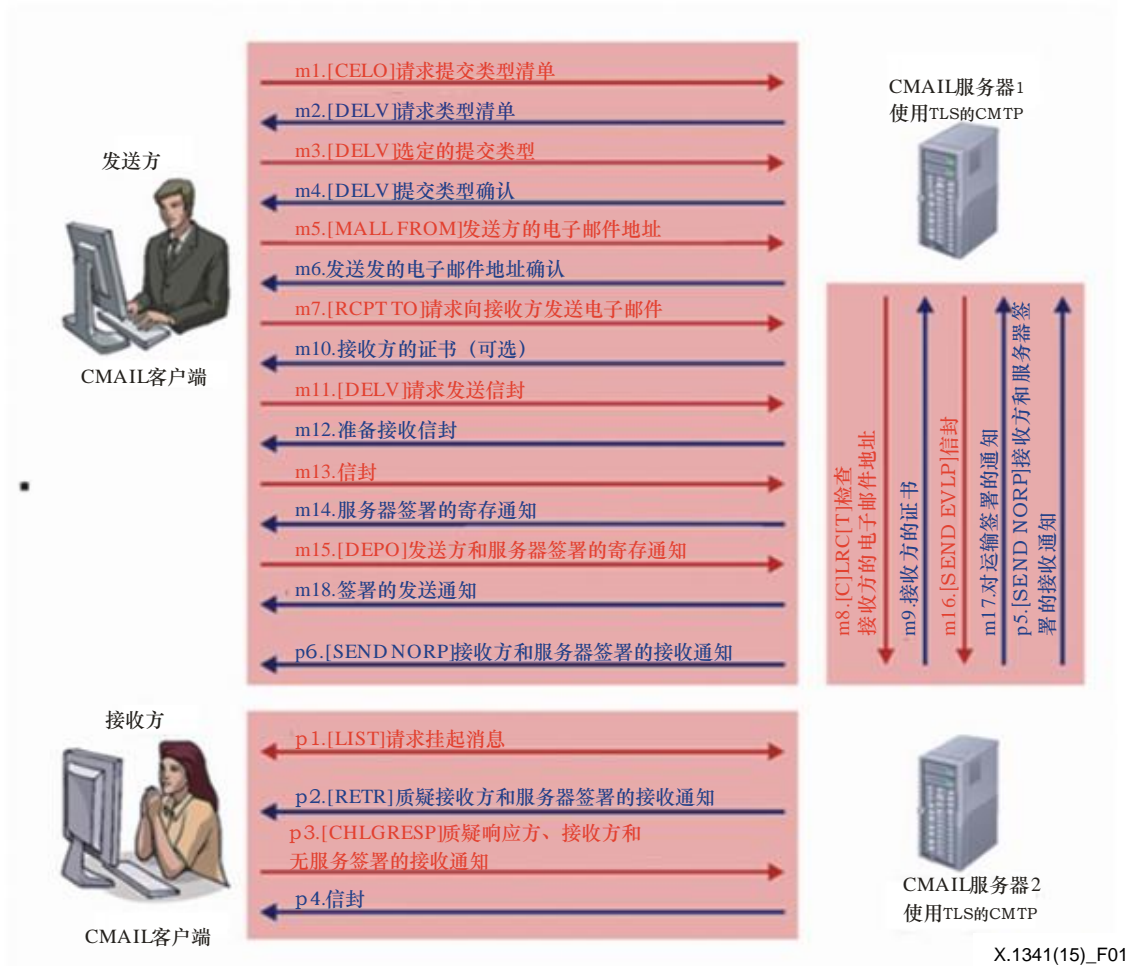 m1.[CELO]请求提交类型清单
m2.[DELV]请求类型清单
m3.[DELV]选定的提交类型
m4.[DELV]提交类型确认
m5.[MALL FROM]发送方的电子邮件地址
m6.发送发的电子邮件地址确认
m7.[RCPT TO]请求向接收方发送电子邮件
m10.接收方的证书（可选）
m11.[DELV]请求发送信封
m12.准备接收信封
m13.信封
m14.服务器签署的寄存通知
m15.[DEPO]发送方和服务器签署的寄存通知
m18.签署的发送通知
p6.[SEND NORP]接收方和服务器签署的接收通知
发送方
CMAIL客户端
CMAIL服务器1
使用TLS的CMTP
m8.[C]LRC[T]检查
接收方的电子邮件地址
m9.接收方的证书
m16.[SEND EVLP]信封
m17.对运输签署的通知
p5.[SEND NORP]接收方和服务器签
署的接收通知
接收方
CMAIL客户端
p1.[LIST]请求挂起消息
p2.[RETR]质疑接收方和服务器签署的接收通知
p3.[CHLGRESP]质疑响应方、接收方和
无服务签署的接收通知
p4.信封
CMAIL服务器2
使用TLS的CMTP
X.1341(15)_F01